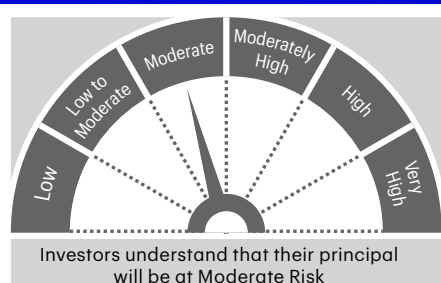 Low
Low to
Moderate
Moderate
Moderately
High
High
Very
High
Investors understand that their principal
will be at Moderate Risk